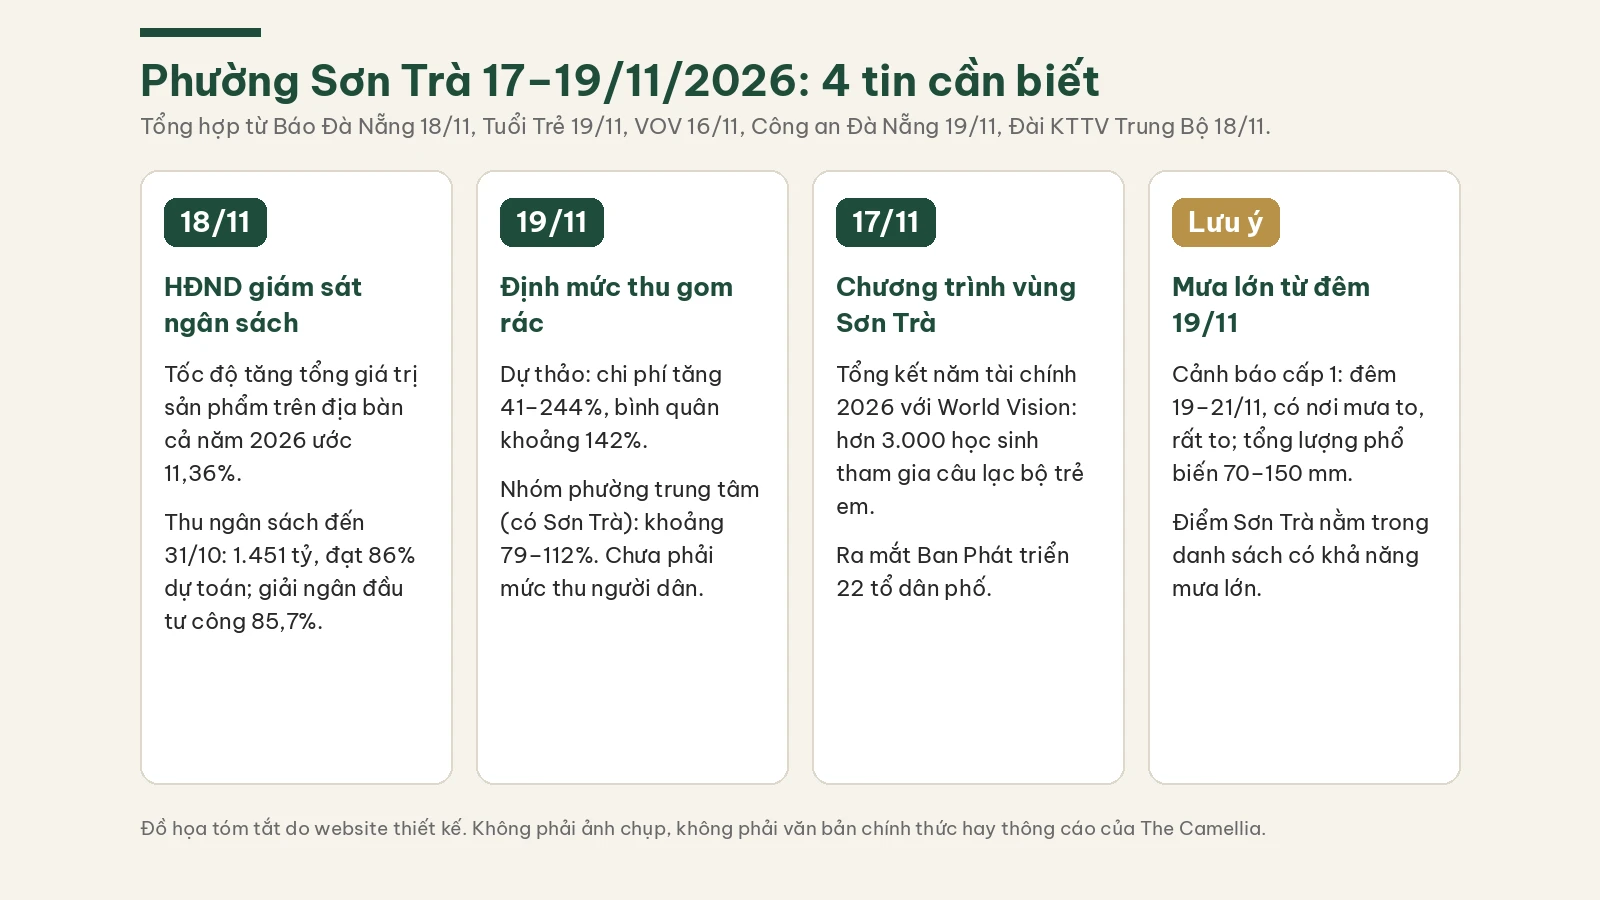 Phường Sơn Trà 17–19/11/2026: 4 tin cần biết
Tổng hợp từ Báo Đà Nẵng 18/11, Tuổi Trẻ 19/11, VOV 16/11, Công an Đà Nẵng 19/11, Đài KTTV Trung Bộ 18/11.
18/11
HĐND giám sát
ngân sách
Tốc độ tăng tổng giá trị
sản phẩm trên địa bàn
cả năm 2026 ước
11,36%.
Thu ngân sách đến
31/10: 1.451 tỷ, đạt 86%
dự toán; giải ngân đầu
tư công 85,7%.
19/11
Định mức thu gom
rác
Dự thảo: chi phí tăng
41–244%, bình quân
khoảng 142%.
Nhóm phường trung tâm
(có Sơn Trà): khoảng
79–112%. Chưa phải
mức thu người dân.
17/11
Chương trình vùng
Sơn Trà
Tổng kết năm tài chính
2026 với World Vision:
hơn 3.000 học sinh
tham gia câu lạc bộ trẻ
em.
Ra mắt Ban Phát triển
22 tổ dân phố.
Lưu ý
Mưa lớn từ đêm
19/11
Cảnh báo cấp 1: đêm
19–21/11, có nơi mưa to,
rất to; tổng lượng phổ
biến 70–150 mm.
Điểm Sơn Trà nằm trong
danh sách có khả năng
mưa lớn.
Đồ họa tóm tắt do website thiết kế. Không phải ảnh chụp, không phải văn bản chính thức hay thông cáo của The Camellia.